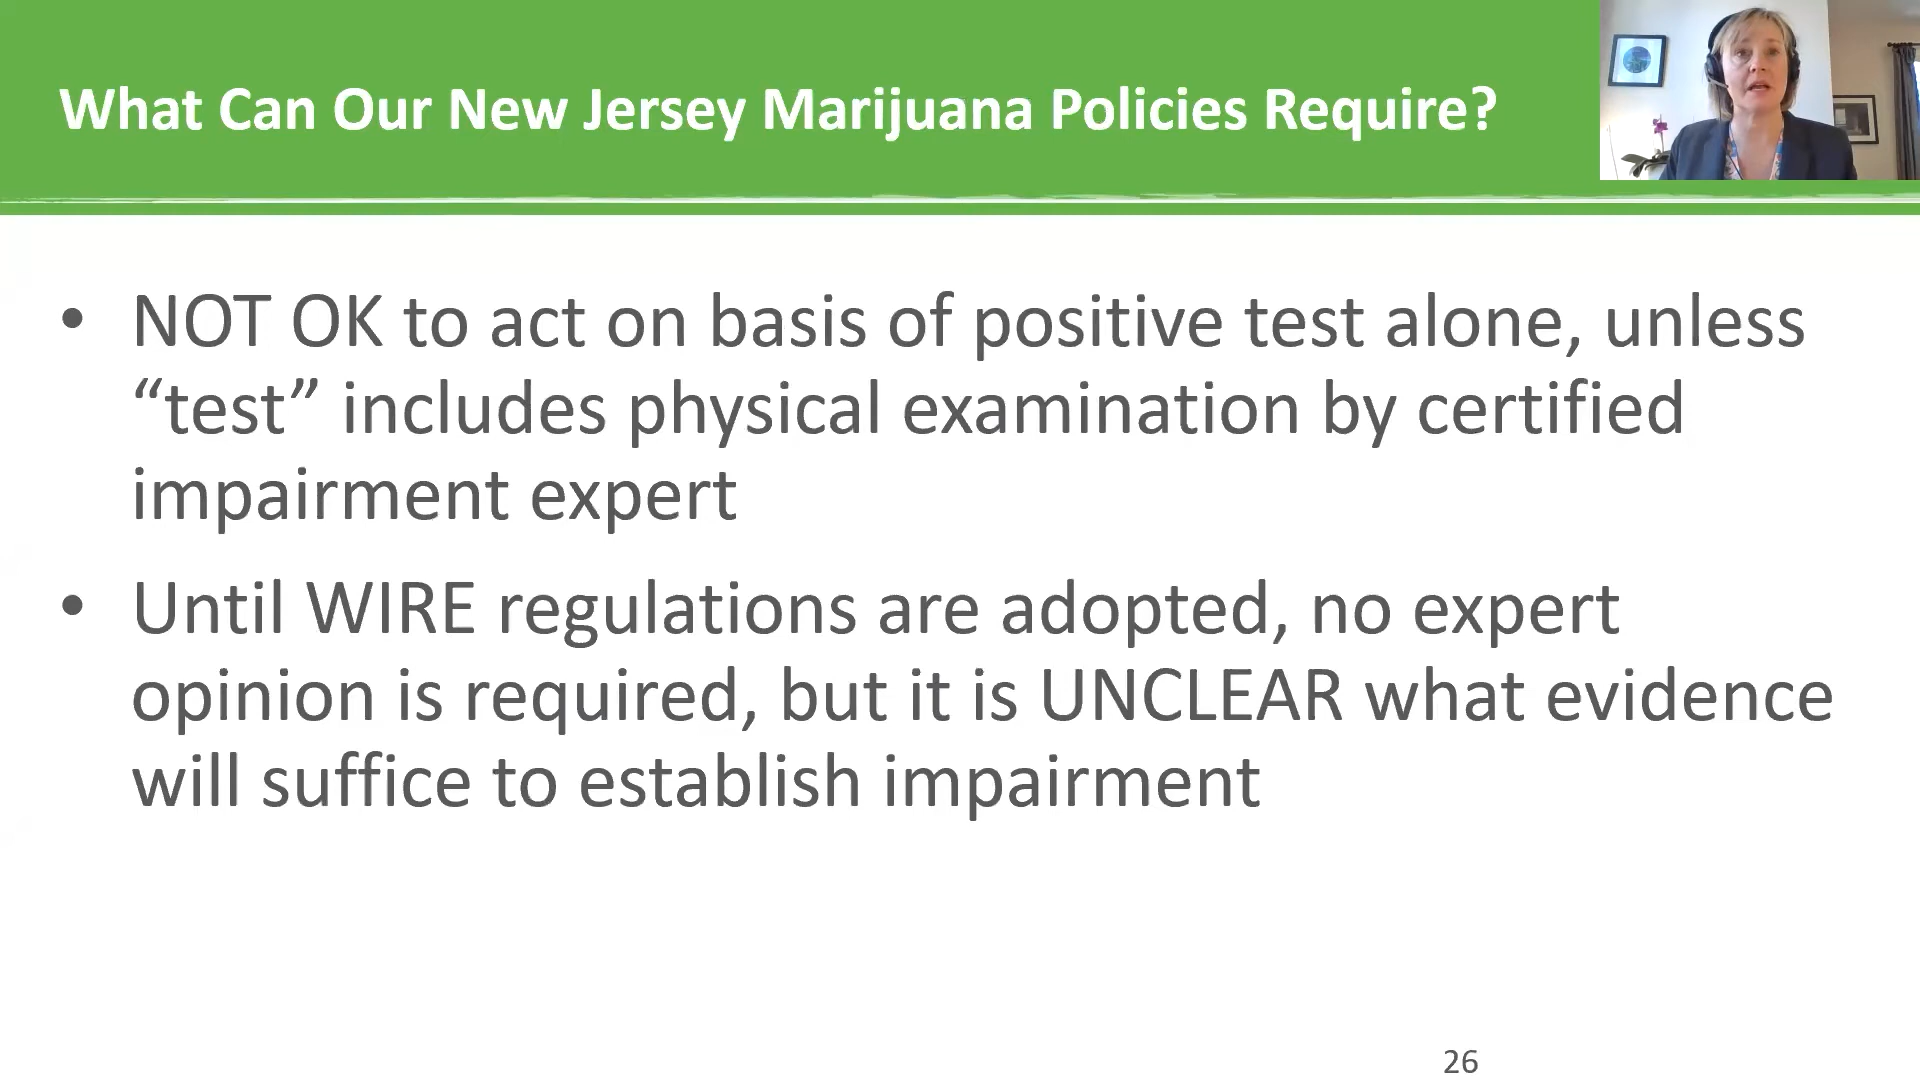 What Can Our New Jersey Marijuana Policies Require?
• NOT OK to act on basis of positive test alone, unless
“test” includes physical examination by certified
impairment expert
• Until WIRE regulations are adopted, no expert
opinion is required, but it is UNCLEAR what evidence
will suffice to establish impairment
26